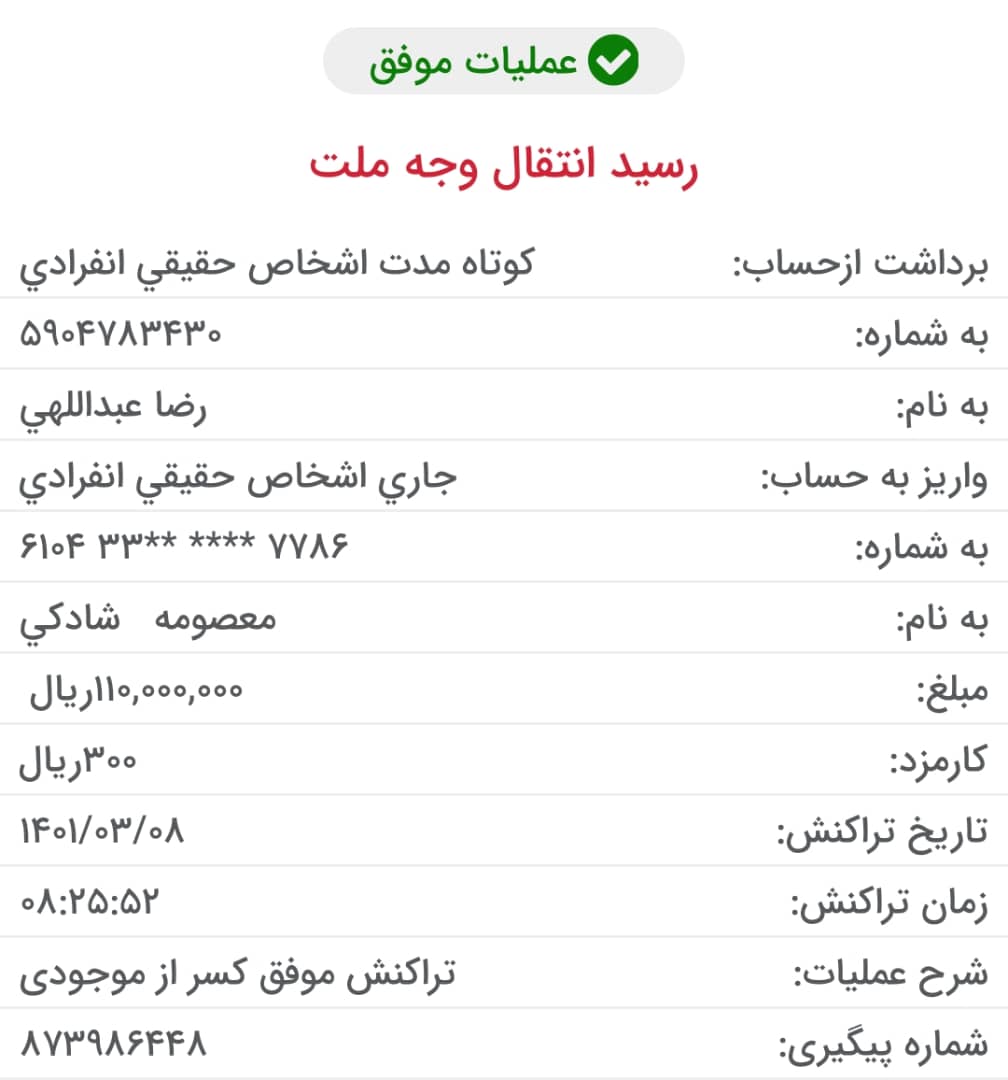 عملیات موفق
رسید انتقال وجه ملت
برداشت ازحساب: کوتاه مدت اشخاص حقيقي انفرادي
به شماره: ۵۹۰۴۷۸۳۴۳۰
به نام: رضا عبداللهي
واریز به حساب: جاري اشخاص حقيقي انفرادي
به شماره: ۶۱۰۴ ۳۳** **** ۷۷۸۶
به نام: معصومه شادکي
مبلغ: ۱۱۰,۰۰۰,۰۰۰ریال
کارمزد: ۳۰۰ریال
تاریخ تراکنش: ۱۴۰۱/۰۳/۰۸
زمان تراکنش: ۰۸:۲۵:۵۲
شرح عملیات: تراکنش موفق کسر از موجودی
شماره پیگیری: ۸۷۳۹۸۶۴۴۸